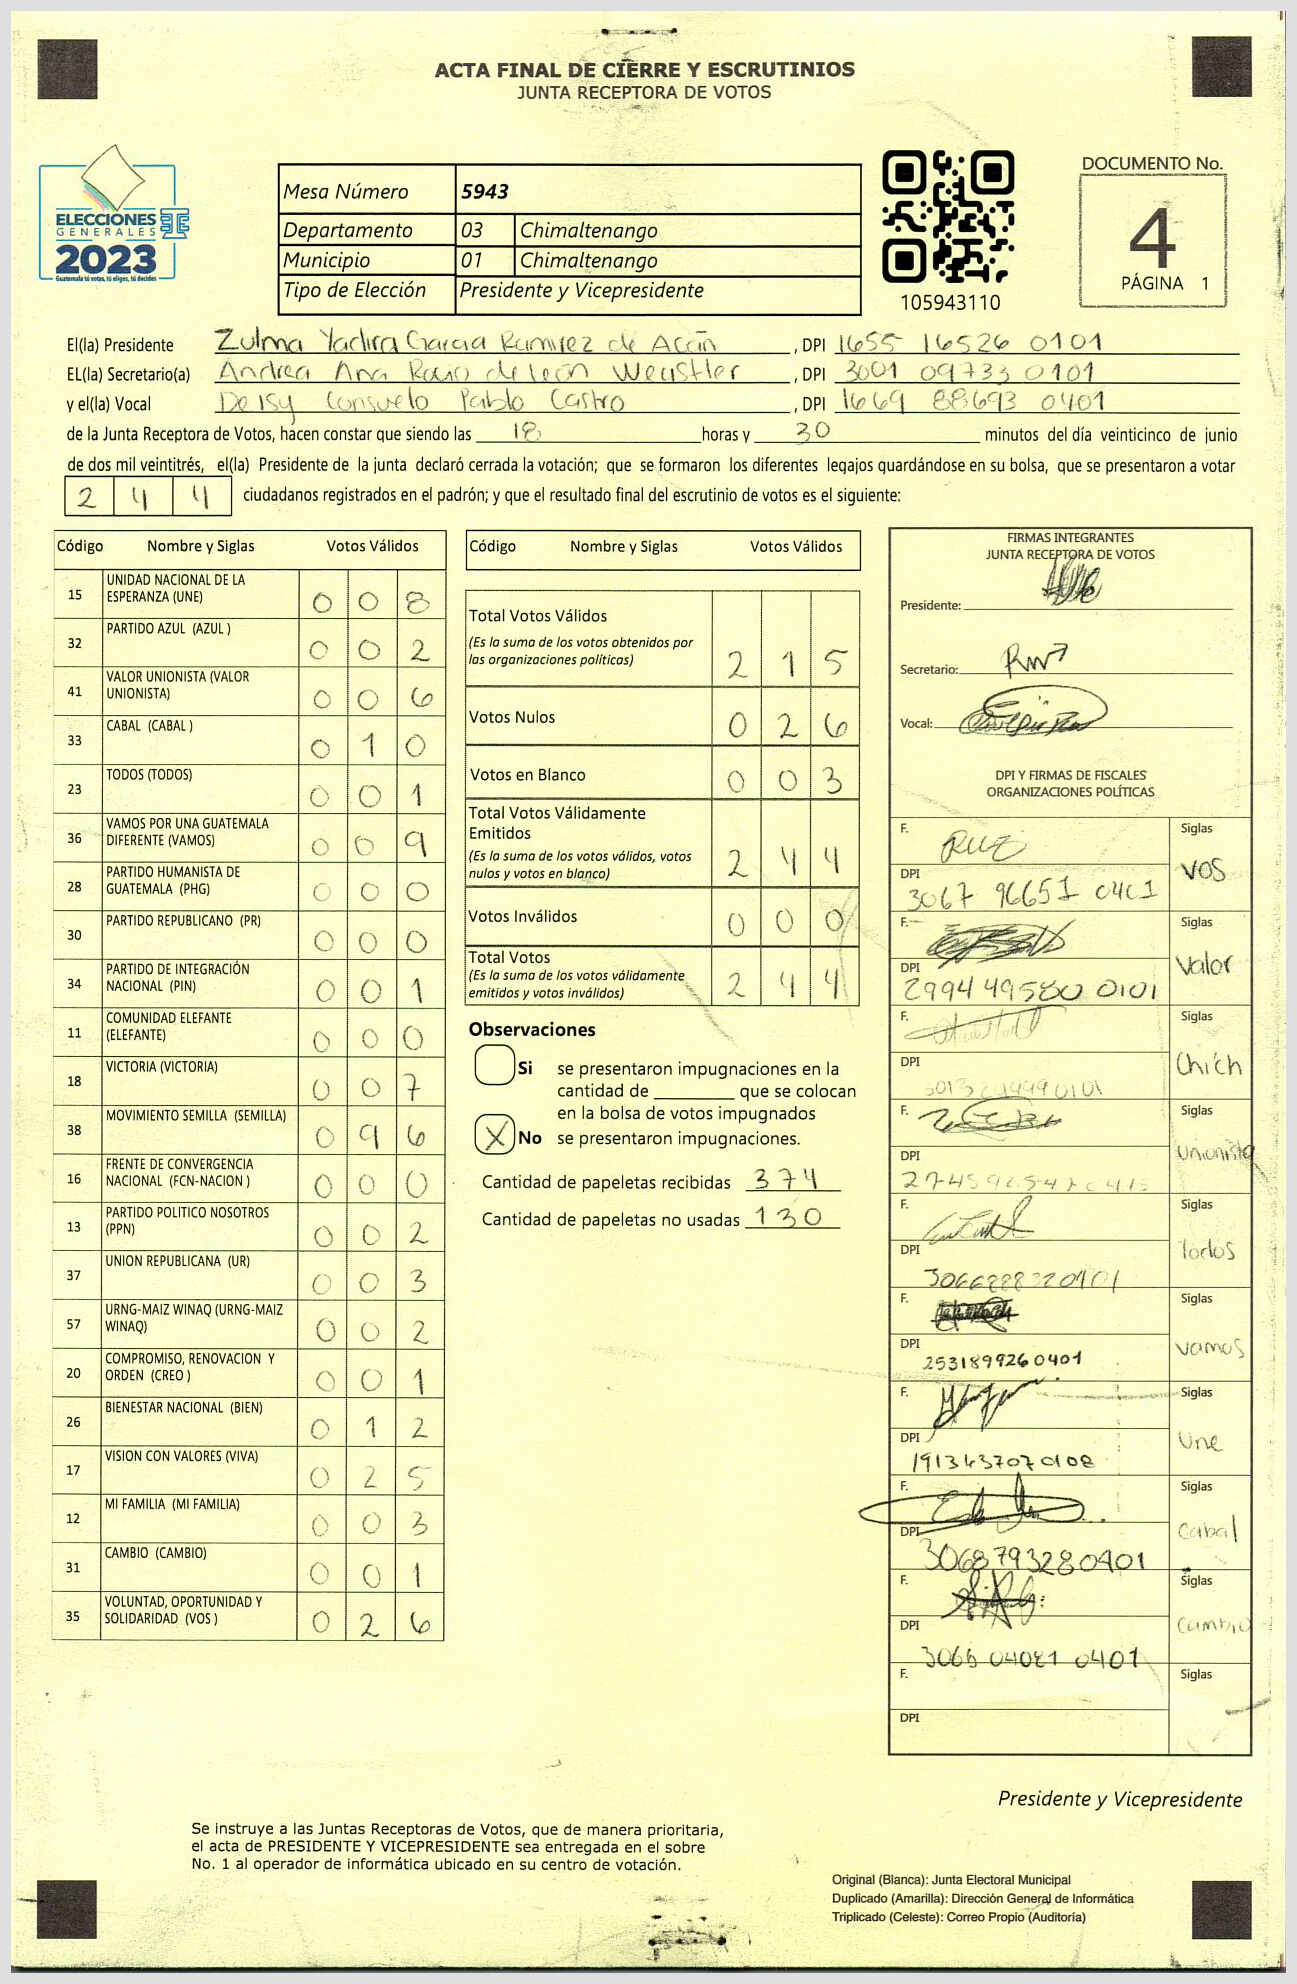 ACTA FINAL DE CIERRE Y ESCRUTINIOS
JUNTA RECEPTORA DE VOTOS
ELECCIONES
GENERALES
2023
Guatemala tú votas, tú eliges, tú decides
Mesa Número 5943
Departamento 03 Chimaltenango
Municipio 01 Chimaltenango
Tipo de Elección Presidente y Vicepresidente
105943110
DOCUMENTO No.
4
PÁGINA 1
El(la) Presidente Zulma Yadira Garcia Ramirez de Acán , DPI 1655 16526 0101
EL(la) Secretario(a) Andrea Ana de León , DPI 3001 09733 0101
y el(la) Vocal Deisy Consuelo Pablo Castro , DPI 1669 88693 0401
de la Junta Receptora de Votos, hacen constar que siendo las 18 horas y 30 minutos del día veinticinco de junio
de dos mil veintitrés, el(la) Presidente de la junta declaró cerrada la votación; que se formaron los diferentes legajos quardándose en su bolsa, que se presentaron a votar
2 4 4 ciudadanos registrados en el padrón; y que el resultado final del escrutinio de votos es el siguiente:
Código Nombre y Siglas Votos Válidos
15 UNIDAD NACIONAL DE LA ESPERANZA (UNE) 0 0 8
32 PARTIDO AZUL (AZUL ) 0 0 2
41 VALOR UNIONISTA (VALOR UNIONISTA) 0 0 6
33 CABAL (CABAL ) 0 1 0
23 TODOS (TODOS) 0 0 1
36 VAMOS POR UNA GUATEMALA DIFERENTE (VAMOS) 0 0 9
28 PARTIDO HUMANISTA DE GUATEMALA (PHG) 0 0 0
30 PARTIDO REPUBLICANO (PR) 0 0 0
34 PARTIDO DE INTEGRACIÓN NACIONAL (PIN) 0 0 1
11 COMUNIDAD ELEFANTE (ELEFANTE) 0 0 0
18 VICTORIA (VICTORIA) 0 0 7
38 MOVIMIENTO SEMILLA (SEMILLA) 0 9 6
16 FRENTE DE CONVERGENCIA NACIONAL (FCN-NACION ) 0 0 0
13 PARTIDO POLITICO NOSOTROS (PPN) 0 0 2
37 UNION REPUBLICANA (UR) 0 0 3
57 URNG-MAIZ WINAQ (URNG-MAIZ WINAQ) 0 0 2
20 COMPROMISO, RENOVACION Y ORDEN (CREO ) 0 0 1
26 BIENESTAR NACIONAL (BIEN) 0 1 2
17 VISION CON VALORES (VIVA) 0 2 5
12 MI FAMILIA (MI FAMILIA) 0 0 3
31 CAMBIO (CAMBIO) 0 0 1
35 VOLUNTAD, OPORTUNIDAD Y SOLIDARIDAD (VOS ) 0 2 6
Código Nombre y Siglas Votos Válidos
Total Votos Válidos 2 1 5
(Es la suma de los votos obtenidos por
las organizaciones políticas)
Votos Nulos 0 2 6
Votos en Blanco 0 0 3
Total Votos Válidamente
Emitidos 2 4 4
(Es la suma de los votos válidos, votos
nulos y votos en blanco)
Votos Inválidos 0 0 0
Total Votos 2 4 4
(Es la suma de los votos válidamente
emitidos y votos inválidos)
Observaciones
Si se presentaron impugnaciones en la
cantidad de que se colocan
en la bolsa de votos impugnados
X No se presentaron impugnaciones.
Cantidad de papeletas recibidas 374
Cantidad de papeletas no usadas 130
FIRMAS INTEGRANTES
JUNTA RECEPTORA DE VOTOS
Presidente:
Secretario:
Vocal:
DPI Y FIRMAS DE FISCALES
ORGANIZACIONES POLÍTICAS
F. Ruiz Siglas
DPI 3067 96651 0401 VOS
F. Siglas
DPI 2994 49580 0101 Valor
F. Siglas
DPI Chich
F. Siglas
DPI Unionista
F. Siglas
DPI 3066288320101 Todos
F. Siglas
DPI 2531899260401 Vamos
F. Siglas
DPI 1913437070108 Une
F. Siglas
DPI 3068793280401 Cabal
F. Siglas
DPI 3066 04081 0401 Cambio
F. Siglas
DPI
Presidente y Vicepresidente
Se instruye a las Juntas Receptoras de Votos, que de manera prioritaria,
el acta de PRESIDENTE Y VICEPRESIDENTE sea entregada en el sobre
No. 1 al operador de informática ubicado en su centro de votación.
Original (Blanca): Junta Electoral Municipal
Duplicado (Amarilla): Dirección General de Informática
Triplicado (Celeste): Correo Propio (Auditoría)